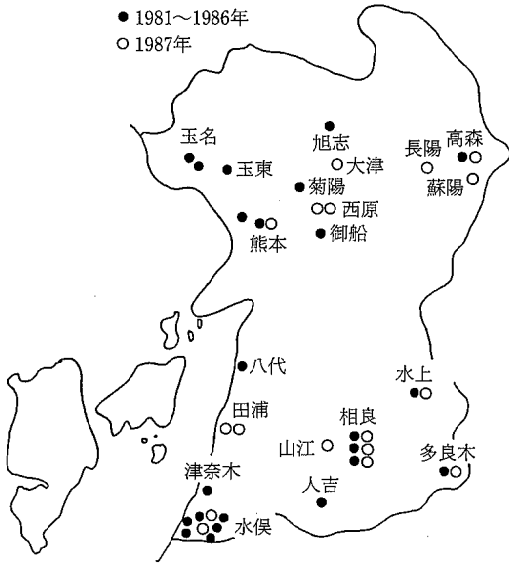 ● 1981～1986年
○ 1987年
玉名
玉東
旭志
大津
長陽
高森
蘇陽
菊陽
西原
熊本
御船
八代
水上
田浦
相良
山江
多良木
津奈木
人吉
水俣